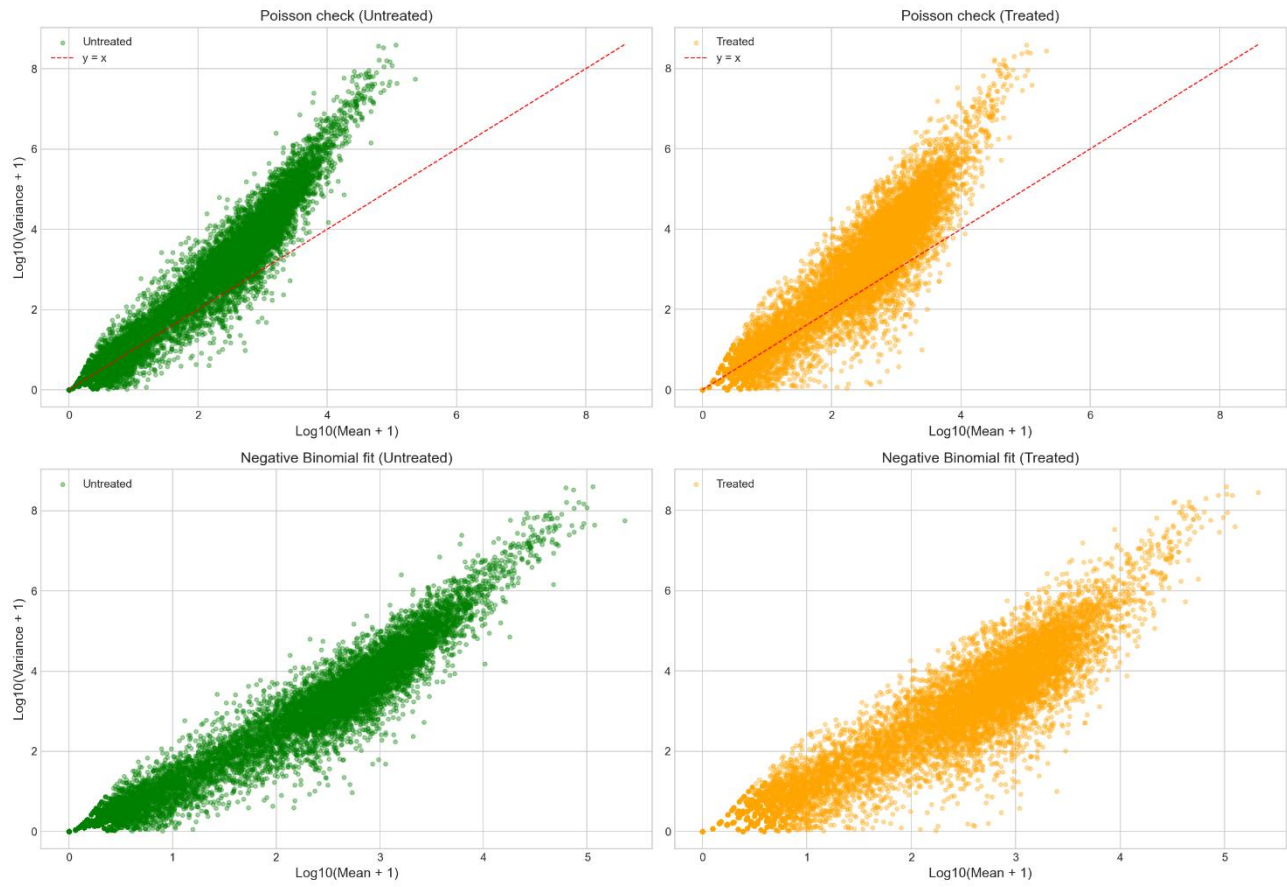 Poisson check (Untreated)
Untreated
y = x
8
6
4
2
0
Log10(Variance + 1)
0 2 4 6 8
Log10(Mean + 1)
Poisson check (Treated)
Treated
y = x
8
6
4
2
0
0 2 4 6 8
Log10(Mean + 1)
Negative Binomial fit (Untreated)
Untreated
8
6
4
2
0
Log10(Variance + 1)
0 1 2 3 4 5
Log10(Mean + 1)
Negative Binomial fit (Treated)
Treated
8
6
4
2
0
0 1 2 3 4 5
Log10(Mean + 1)